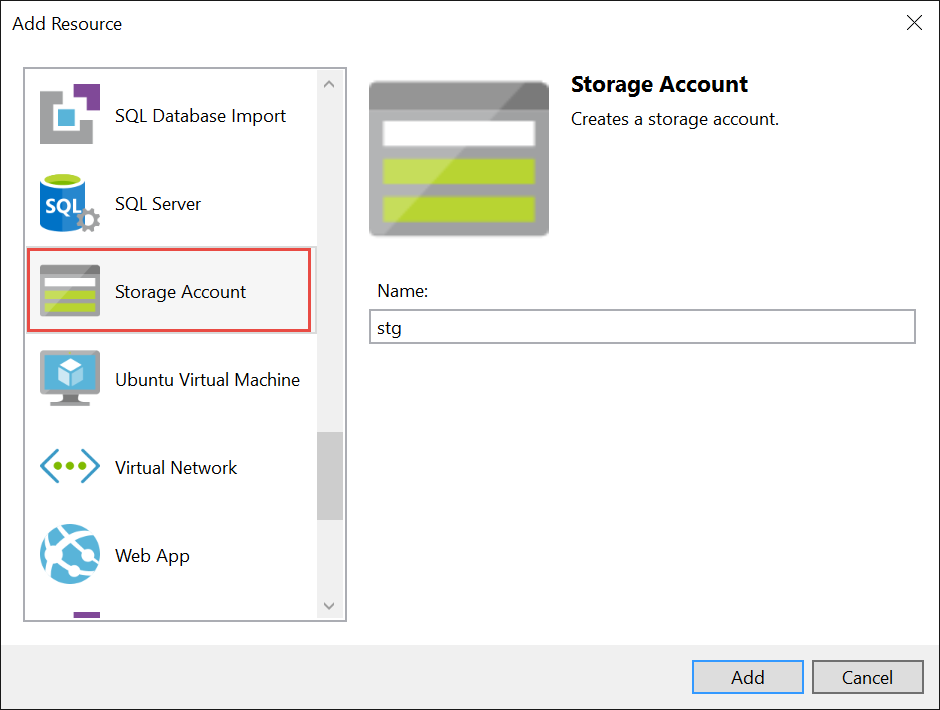 Add Resource
SQL Database Import
SQL
SQL Server
Storage Account
Ubuntu Virtual Machine
Virtual Network
Web App
Storage Account
Creates a storage account.
Name:
stg
Add
Cancel